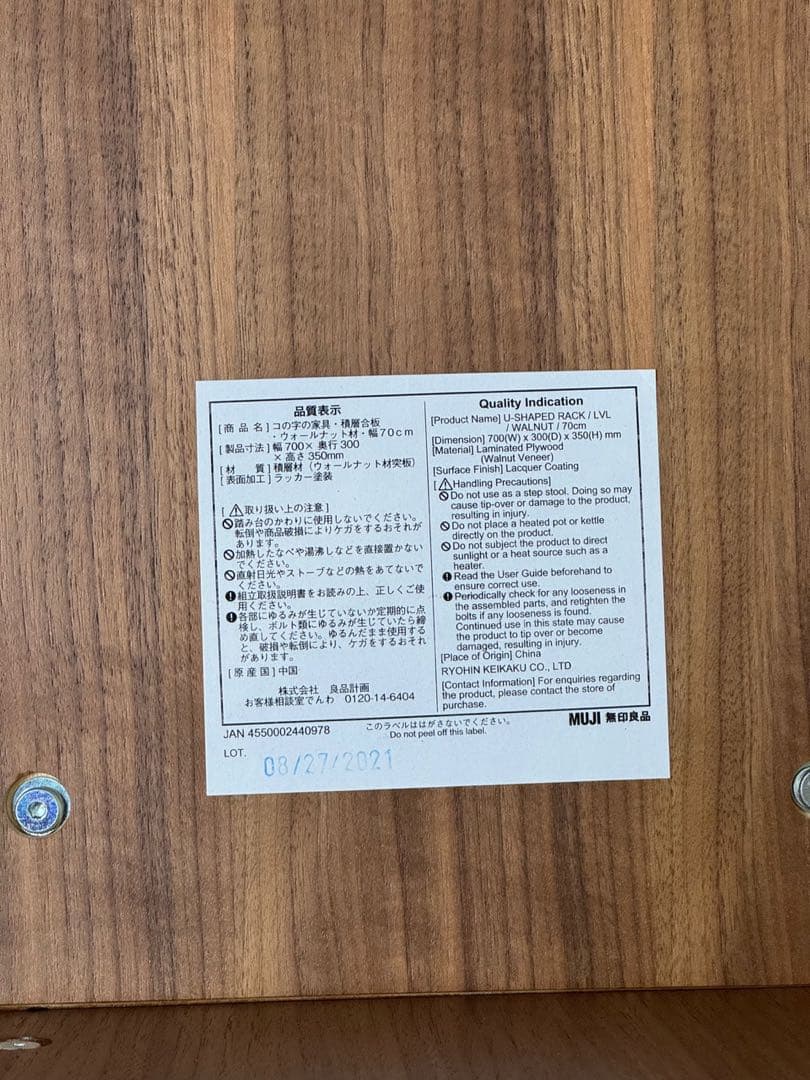 品質表示
[商品名] コの字の家具・積層合板
・ウォールナット材・幅70cm
[製品寸法] 幅700× 奥行300
× 高さ350mm
[材 質] 積層材（ウォールナット材突板）
[表面加工] ラッカー塗装
[⚠取り扱い上の注意]
🚫踏み台のかわりに使用しないでください。
転倒や商品破損によりケガをするおそれが
あります。
🚫加熱したなべや湯沸しなどを直接置かない
でください。
🚫直射日光やストーブなどの熱をあてないで
ください。
❗組立取扱説明書をお読みの上、正しくご使
用ください。
❗各部にゆるみが生じていないか定期的に点
検し、ボルト類にゆるみが生じていたら締
め直してください。ゆるんだまま使用する
と、破損や転倒により、ケガをするおそれ
があります。
[原産国] 中国
株式会社 良品計画
お客様相談室でんわ 0120-14-6404
Quality Indication
[Product Name] U-SHAPED RACK / LVL
/ WALNUT / 70cm
[Dimension] 700(W) x 300(D) x 350(H) mm
[Material] Laminated Plywood
(Walnut Veneer)
[Surface Finish] Lacquer Coating
[⚠Handling Precautions]
🚫Do not use as a step stool. Doing so may
cause tip-over or damage to the product,
resulting in injury.
🚫Do not place a heated pot or kettle
directly on the product.
🚫Do not subject the product to direct
sunlight or a heat source such as a
heater.
❗Read the User Guide beforehand to
ensure correct use.
❗Periodically check for any looseness in
the assembled parts, and retighten the
bolts if any looseness is found.
Continued use in this state may cause
the product to tip over or become
damaged, resulting in injury.
[Place of Origin] China
RYOHIN KEIKAKU CO., LTD
[Contact Information] For enquiries regarding
the product, please contact the store of
purchase.
JAN 4550002440978
このラベルははがさないでください。
Do not peel off this label.
MUJI 無印良品
LOT.
08/27/2021